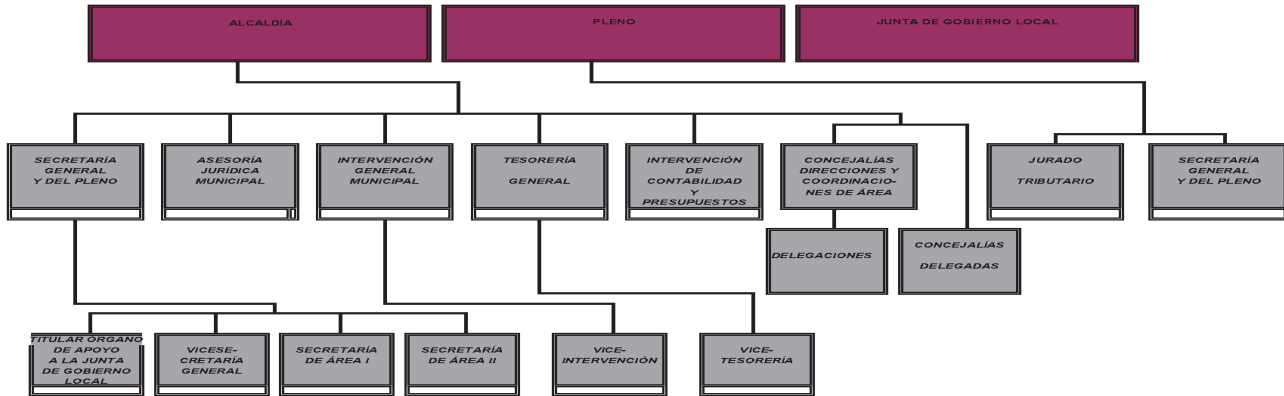 ALCALDÍA
PLENO
JUNTA DE GOBIERNO LOCAL
SECRETARÍA
GENERAL
Y DEL PLENO
ASESORÍA
JURÍDICA
MUNICIPAL
INTERVENCIÓN
GENERAL
MUNICIPAL
TESORERÍA
GENERAL
INTERVENCIÓN
DE
CONTABILIDAD
Y
PRESUPUESTOS
CONCEJALÍAS
DIRECCIONES Y
COORDINACIO-
NES DE ÁREA
JURADO
TRIBUTARIO
SECRETARÍA
GENERAL
Y DEL PLENO
DELEGACIONES
CONCEJALÍAS
DELEGADAS
TITULAR ÓRGANO
DE APOYO
A LA JUNTA
DE GOBIERNO
LOCAL
VICESE-
CRETARÍA
GENERAL
SECRETARÍA
DE ÁREA I
SECRETARÍA
DE ÁREA II
VICE-
INTERVENCIÓN
VICE-
TESORERÍA